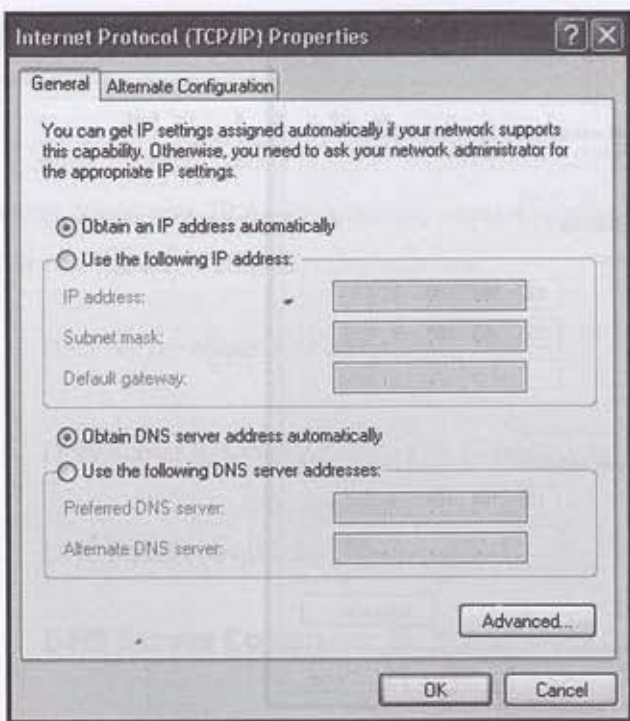 Internet Protocol (TCP/IP) Properties
General
Alternate Configuration
You can get IP settings assigned automatically if your network supports
this capability. Otherwise, you need to ask your network administrator for
the appropriate IP settings.
Obtain an IP address automatically
Use the following IP address:
IP address:
Subnet mask:
Default gateway:
Obtain DNS server address automatically
Use the following DNS server addresses:
Preferred DNS server:
Alternate DNS server:
Advanced...
OK
Cancel